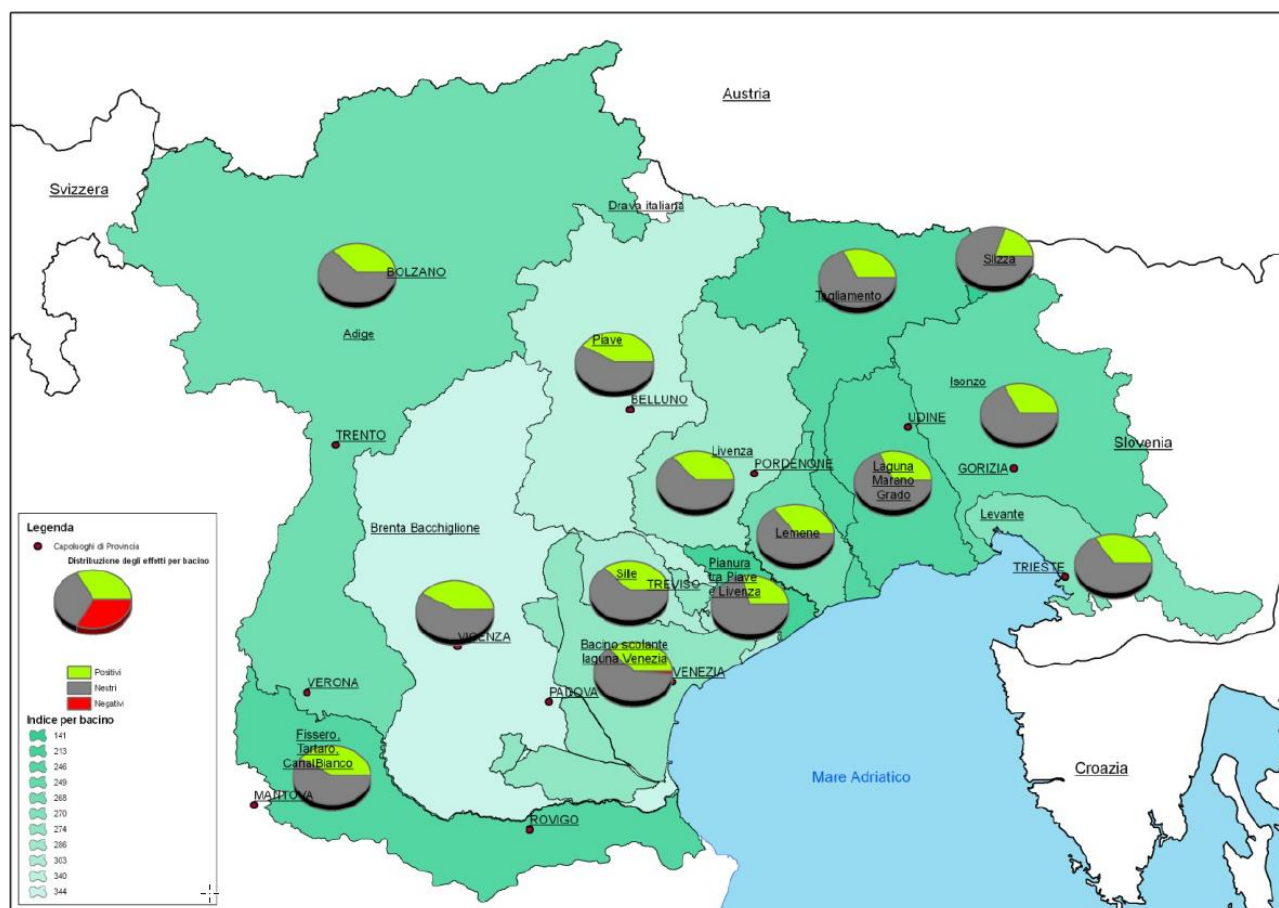 Austria
Svizzera
Drava italiana
Slizza
BOLZANO
Tagliamento
Adige
Piave
Isonzo
BELLUNO
UDINE
TRENTO
Slovenia
Livenza
PORDENONE
GORIZIA
Laguna
Marano
Grado
Levante
Brenta Bacchiglione
Lemene
Pianura
tra Piave
e Livenza
Sille
TREVISO
TRIESTE
VICENZA
Bacino scolante
laguna Venezia
VENEZIA
VERONA
PADOVA
Fissero,
Tartaro,
CanalBianco
MANTOVA
ROVIGO
Mare Adriatico
Croazia
Legenda
Capoluoghi di Provincia
Distribuzione degli effetti per bacino
Positivi
Nestri
Negativi
Indice per bacino
141
213
246
249
268
270
274
286
303
340
344